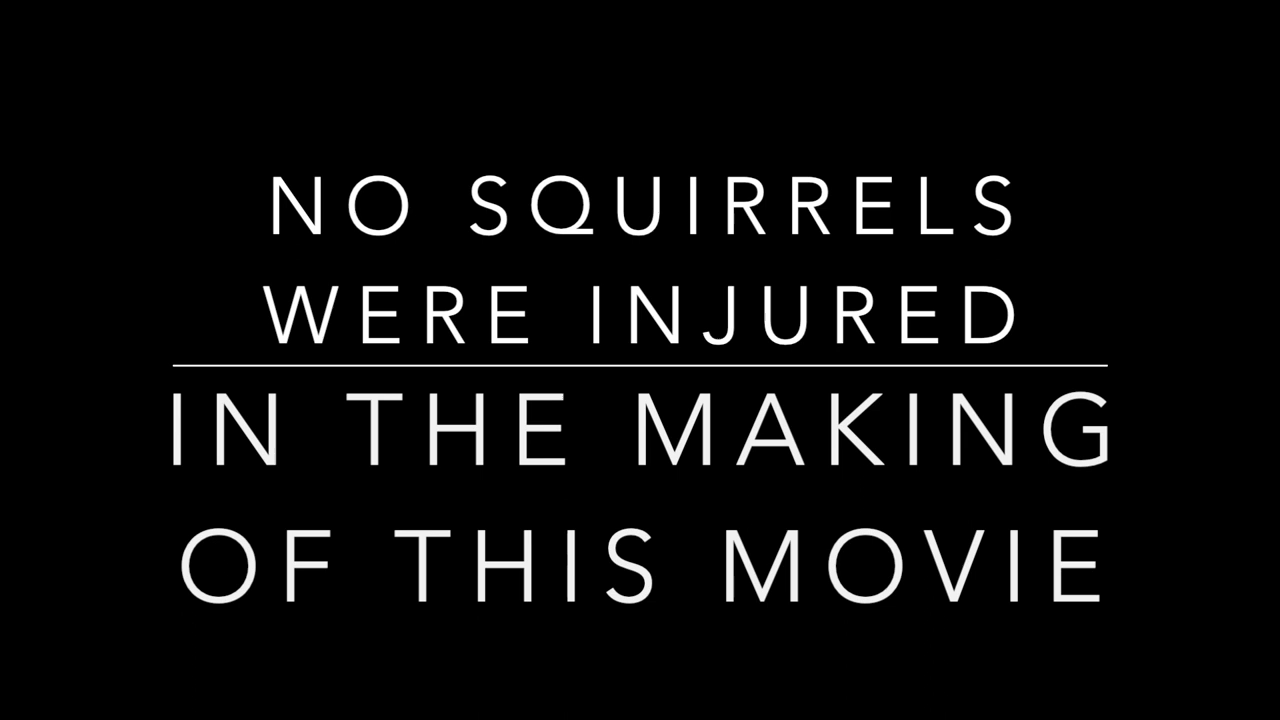 NO SQUIRRELS
WERE INJURED
IN THE MAKING
OF THIS MOVIE